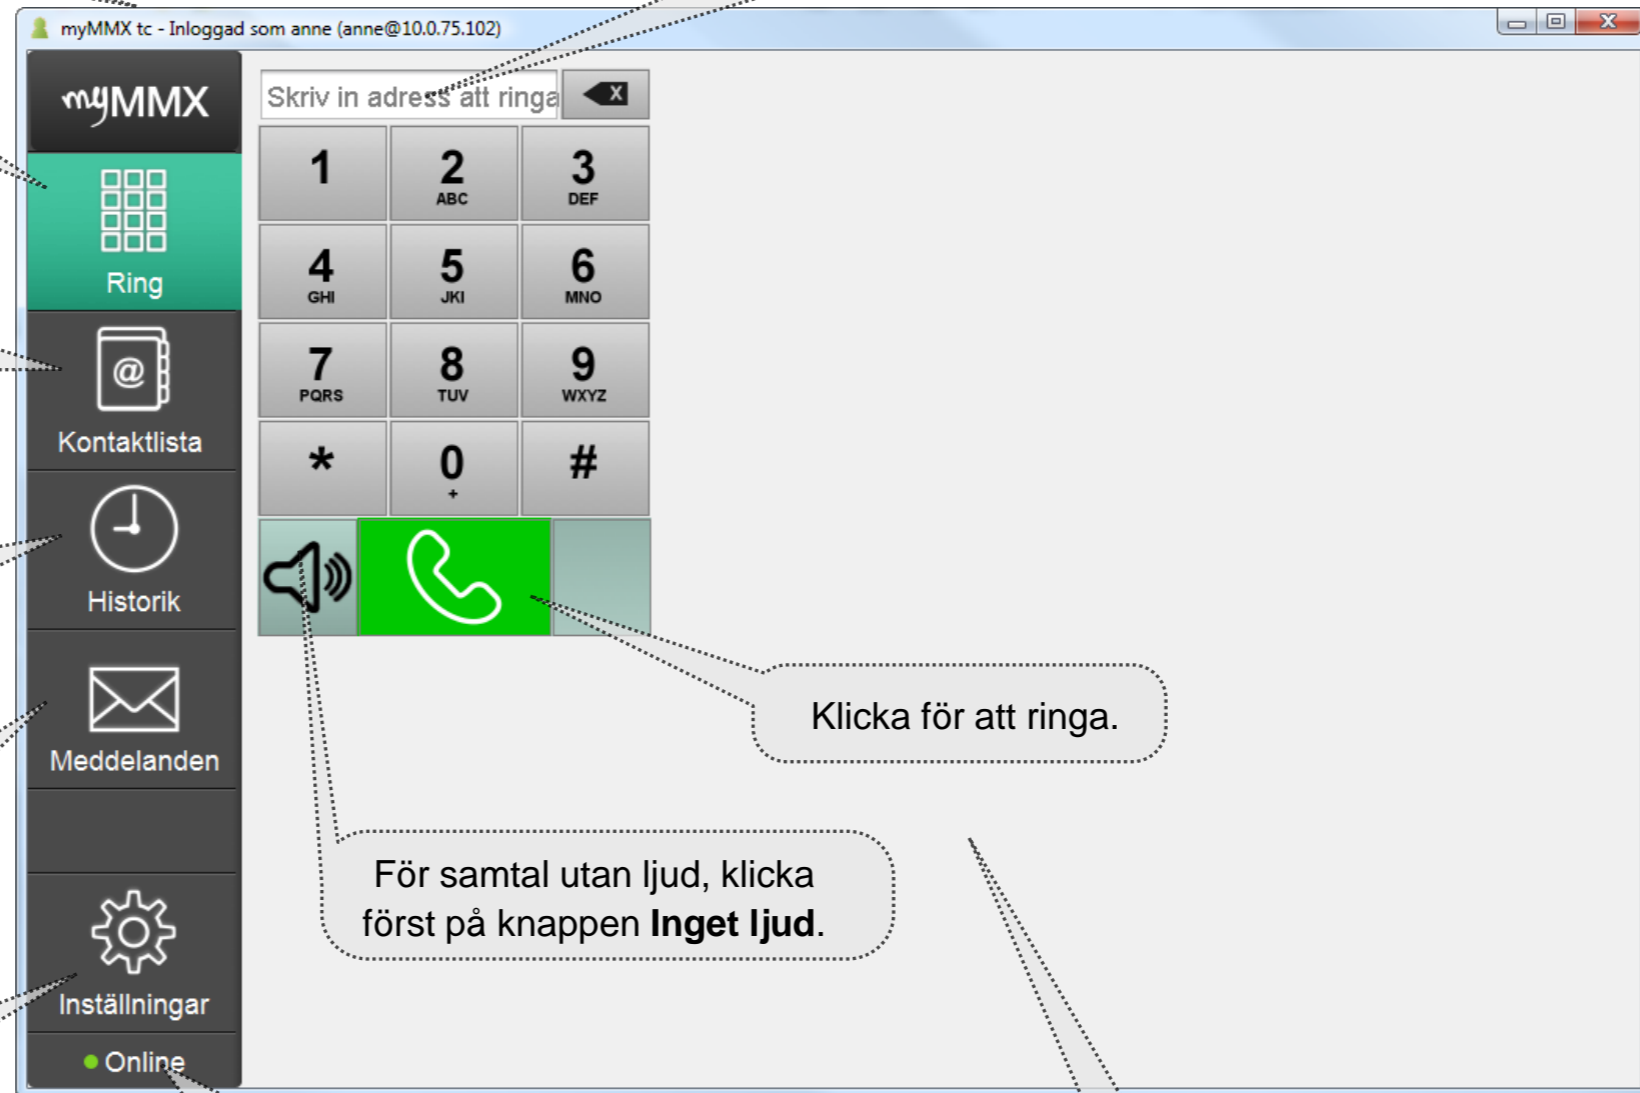 myMMX tc - Inloggad som anne (anne@10.0.75.102)
myMMX
Skriv in adress att ringa
X
1
2
ABC
3
DEF
4
GHI
5
JKI
6
MNO
7
PQRS
8
TUV
9
WXYZ
*
0
+
#
Ring
@
Kontaktlista
Historik
Meddelanden
Inställningar
Online
Klicka för att ringa.
För samtal utan ljud, klicka
först på knappen Inget ljud.